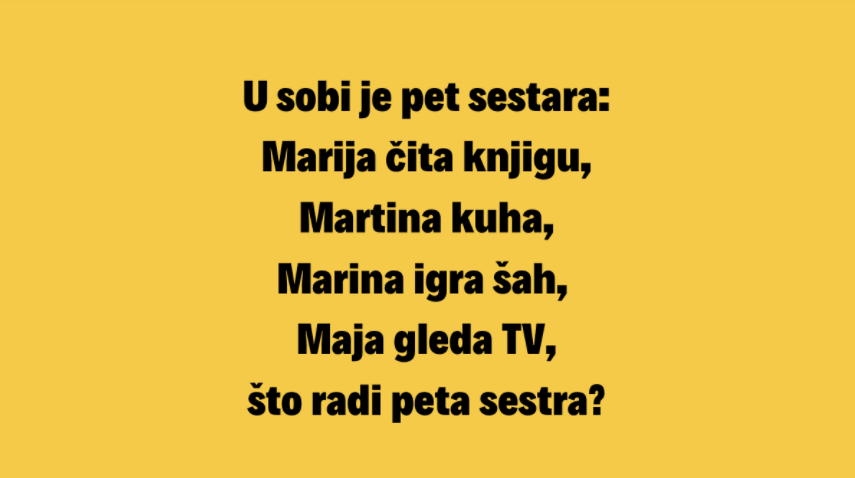 U sobi je pet sestara:
Marija čita knjigu,
Martina kuha,
Marina igra šah,
Maja gleda TV,
što radi peta sestra?